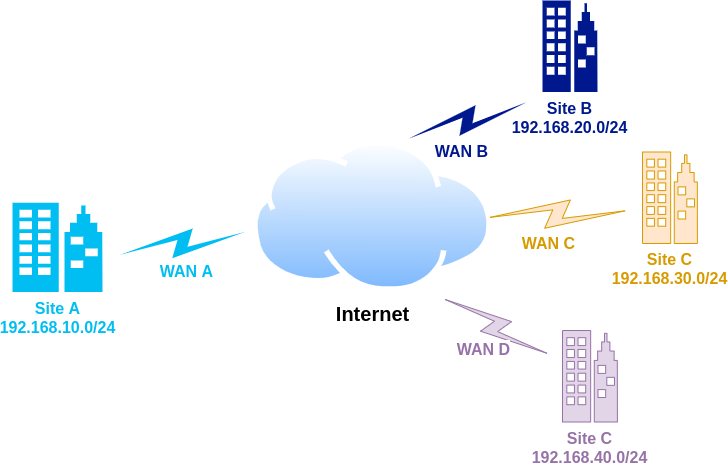 Site B
192.168.20.0/24
WAN B
WAN C
Site C
192.168.30.0/24
WAN A
Site A
192.168.10.0/24
Internet
WAN D
Site C
192.168.40.0/24